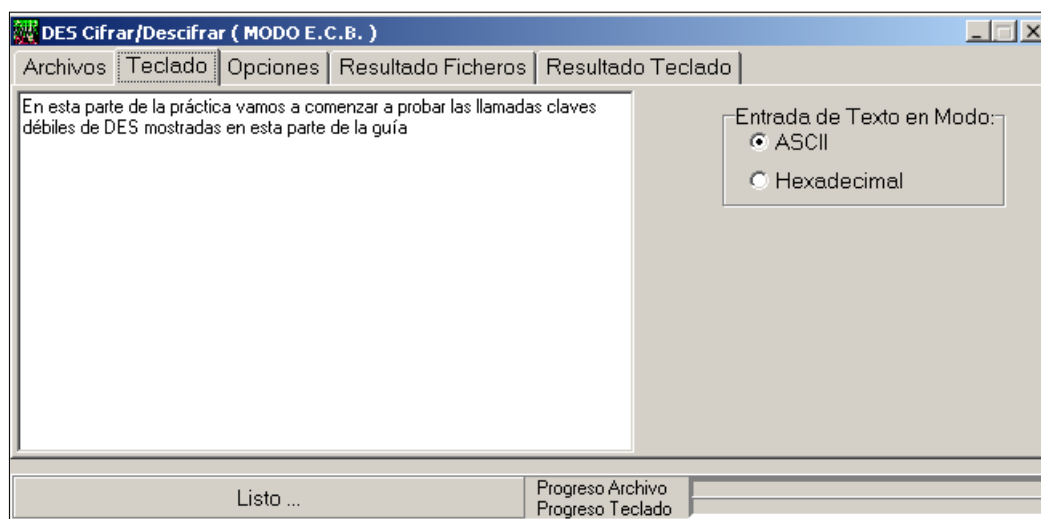 DES Cifrar/Descifrar ( MODO E.C.B. )
Archivos Teclado Opciones Resultado Ficheros Resultado Teclado
En esta parte de la práctica vamos a comenzar a probar las llamadas claves
débiles de DES mostradas en esta parte de la guía
Entrada de Texto en Modo:
ASCII
Hexadecimal
Listo ...
Progreso Archivo
Progreso Teclado